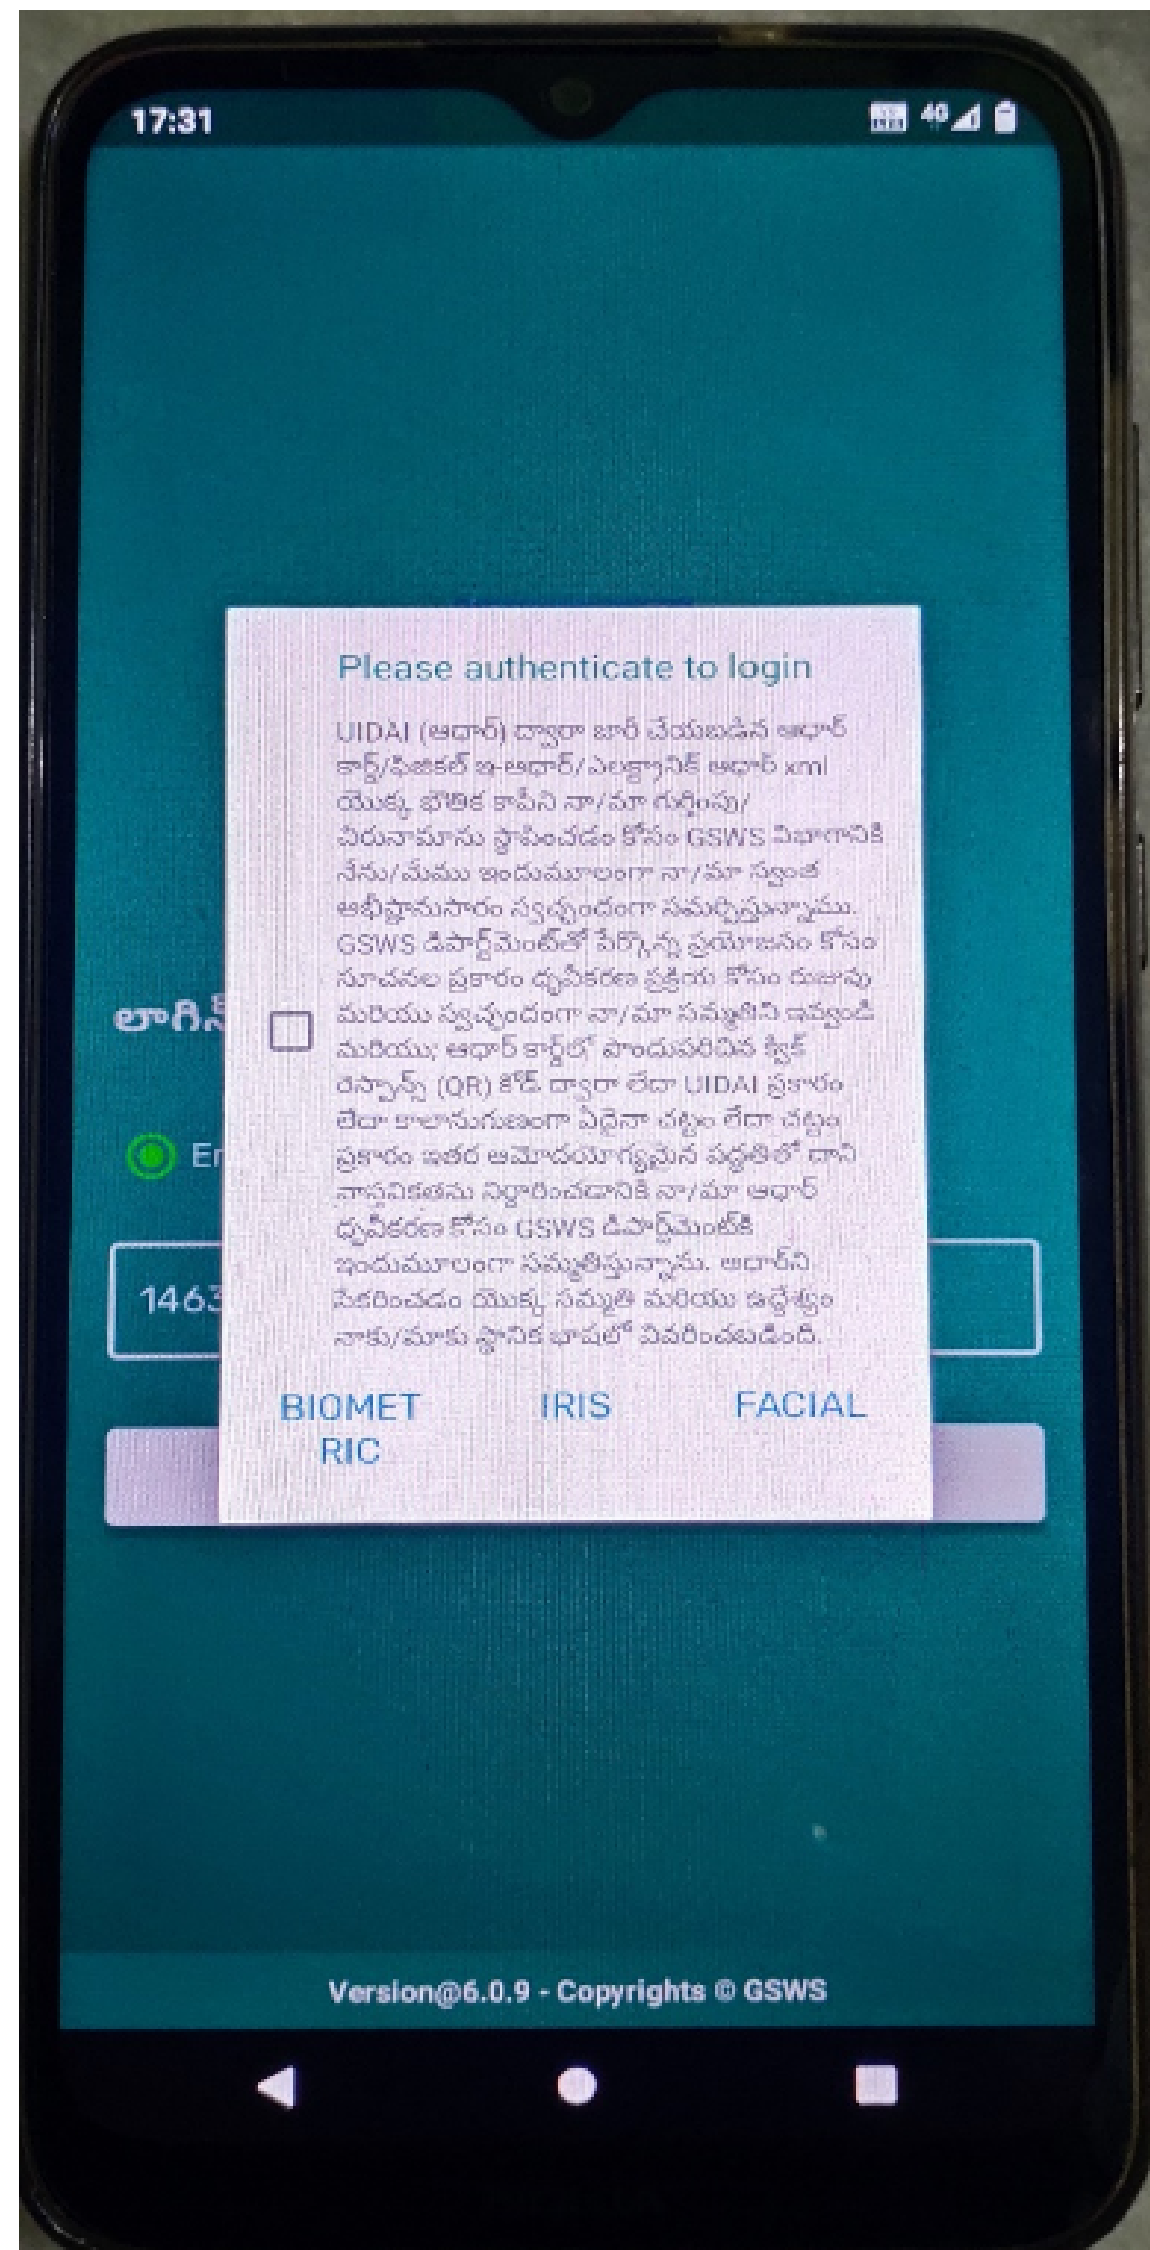 17:31
4G
Please authenticate to login
UIDAI (ఆధార్) ద్వారా జారీ చేయబడిన ఆధార్
కార్డ్/ఫిజికల్ ఇ-ఆధార్/ఎలక్ట్రానిక్ ఆధార్ xml
యొక్క భౌతిక కాపీని నా/మా గుర్తింపు/
చిరునామాను స్థాపించడం కోసం GSWS విభాగానికి
నేను/మేము ఇందుమూలంగా నా/మా స్వంత
అభీష్టానుసారం స్వచ్ఛందంగా సమర్పిస్తున్నాము.
GSWS డిపార్ట్‌మెంట్‌తో పేర్కొన్న ప్రయోజనం కోసం
సూచనల ప్రకారం ధృవీకరణ ప్రక్రియ కోసం రుజువు
లాగిన్
మరియు స్వచ్ఛందంగా నా/మా సమ్మతిని ఇవ్వండి
మరియు; ఆధార్ కార్డ్‌లో పొందుపరిచిన క్విక్
రెస్పాన్స్ (QR) కోడ్ ద్వారా లేదా UIDAI ప్రకారం
లేదా కాలానుగుణంగా ఏదైనా చట్టం లేదా చట్టం
ప్రకారం ఇతర ఆమోదయోగ్యమైన పద్ధతిలో దాని
వాస్తవికతను నిర్ధారించడానికి నా/మా ఆధార్
ధృవీకరణ కోసం GSWS డిపార్ట్‌మెంట్‌కి
ఇందుమూలంగా సమ్మతిస్తున్నాను. ఆధార్‌ని
1463
సేకరించడం యొక్క సమ్మతి మరియు ఉద్దేశ్యం
నాకు/మాకు స్థానిక భాషలో వివరించబడింది.
BIOMET
RIC
IRIS
FACIAL
Version@6.0.9 - Copyrights © GSWS